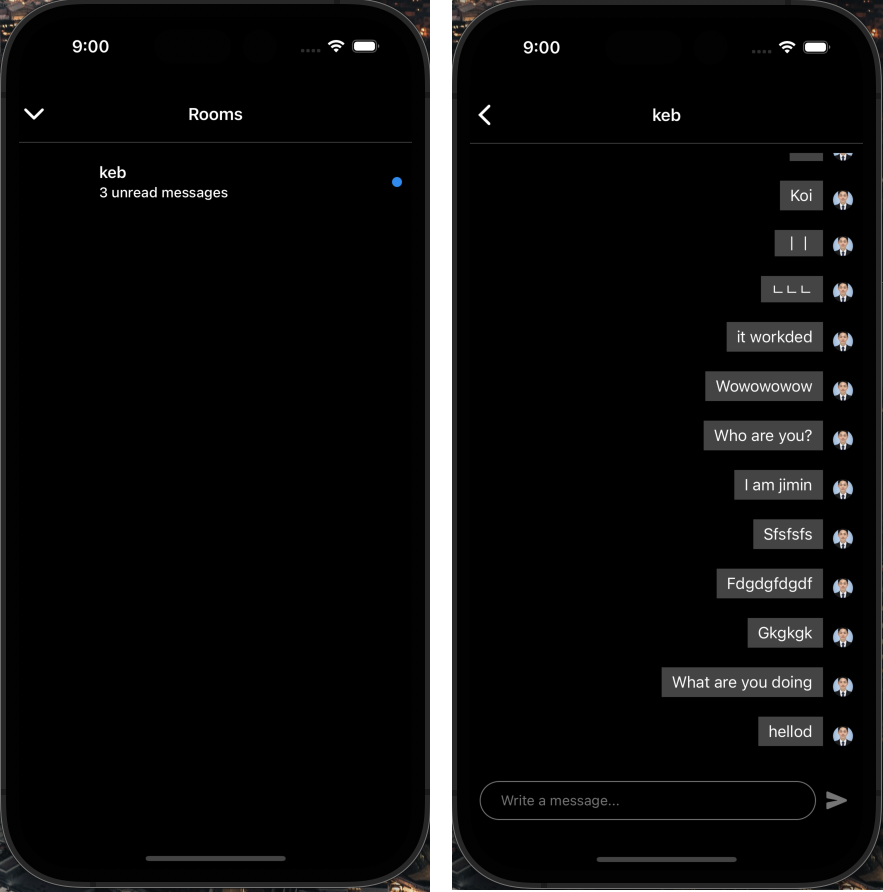 9:00
Rooms
keb
3 unread messages
9:00
keb
Koi
ㅣㅣ
ㄴㄴㄴ
it workded
Wowowowow
Who are you?
I am jimin
Sfsfsfs
Fdgdgfdgdf
Gkgkgk
What are you doing
hellod
Write a message...